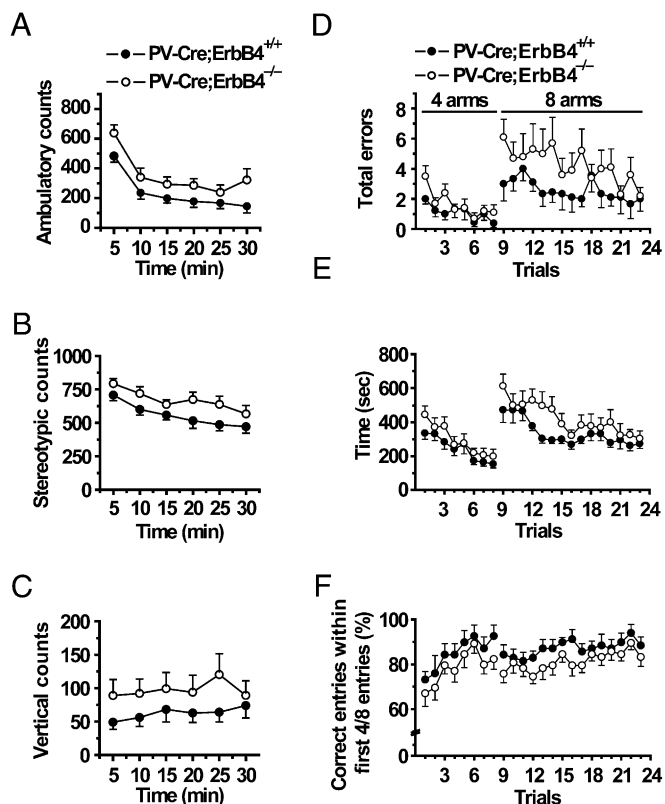 A
PV-Cre;ErbB4+/+
PV-Cre;ErbB4−/−
Ambulatory counts
800
600
400
200
0
5 10 15 20 25 30
Time (min)
B
Stereotypic counts
1000
750
500
250
0
5 10 15 20 25 30
Time (min)
C
Vertical counts
200
150
100
50
0
5 10 15 20 25 30
Time (min)
D
PV-Cre;ErbB4+/+
PV-Cre;ErbB4−/−
4 arms 8 arms
Total errors
8
6
4
2
0
3 6 9 12 15 18 21 24
Trials
E
Time (sec)
800
600
400
200
0
3 6 9 12 15 18 21 24
Trials
F
Correct entries within
first 4/8 entries (%)
100
80
60
0
3 6 9 12 15 18 21 24
Trials